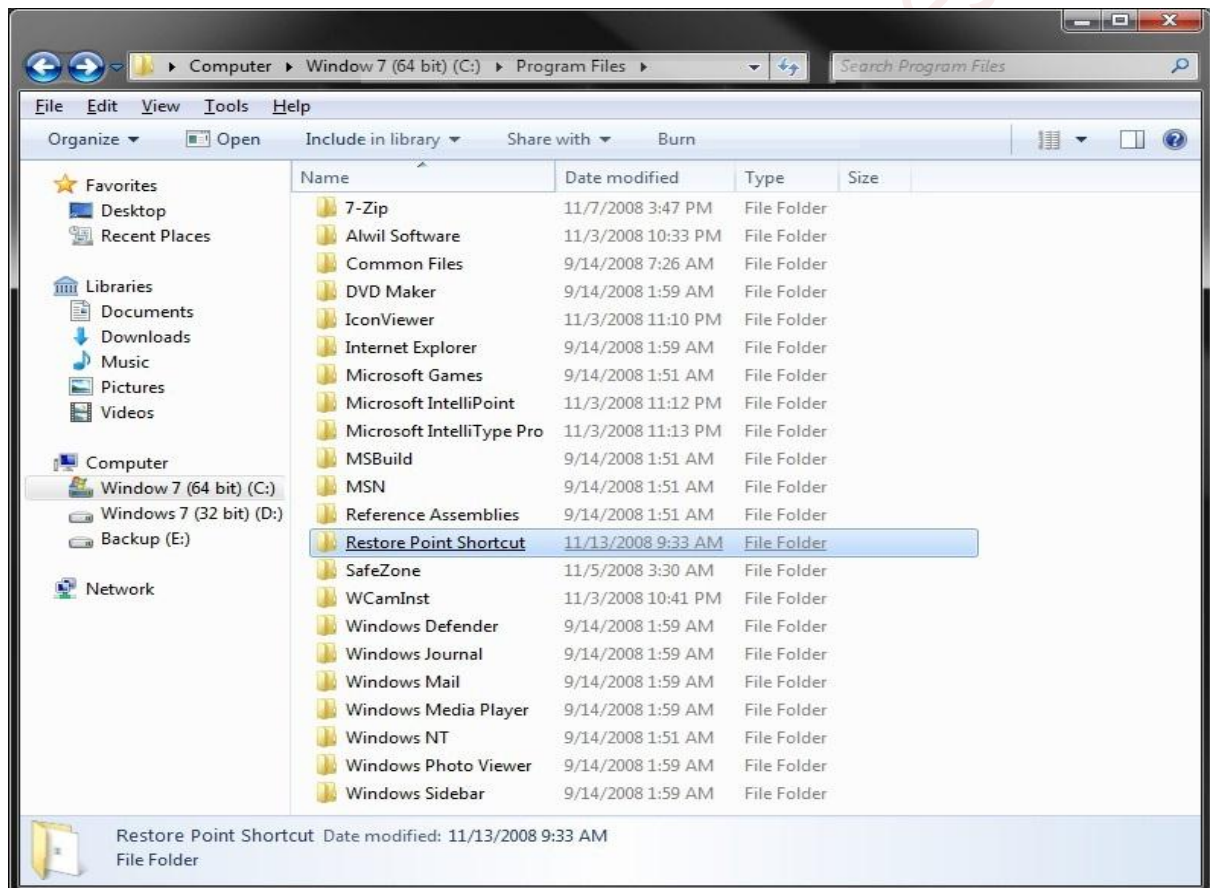 Computer Window 7 (64 bit) (C:) Program Files Search Program Files
File Edit View Tools Help
Organize Open Include in library Share with Burn
Favorites
Desktop
Recent Places
Libraries
Documents
Downloads
Music
Pictures
Videos
Computer
Window 7 (64 bit) (C:)
Windows 7 (32 bit) (D:)
Backup (E:)
Network
Name Date modified Type Size
7-Zip 11/7/2008 3:47 PM File Folder
Alwil Software 11/3/2008 10:33 PM File Folder
Common Files 9/14/2008 7:26 AM File Folder
DVD Maker 9/14/2008 1:59 AM File Folder
IconViewer 11/3/2008 11:10 PM File Folder
Internet Explorer 9/14/2008 1:59 AM File Folder
Microsoft Games 9/14/2008 1:51 AM File Folder
Microsoft IntelliPoint 11/3/2008 11:12 PM File Folder
Microsoft IntelliType Pro 11/3/2008 11:13 PM File Folder
MSBuild 9/14/2008 1:51 AM File Folder
MSN 9/14/2008 1:51 AM File Folder
Reference Assemblies 9/14/2008 1:51 AM File Folder
Restore Point Shortcut 11/13/2008 9:33 AM File Folder
SafeZone 11/5/2008 3:30 AM File Folder
WCamInst 11/3/2008 10:41 PM File Folder
Windows Defender 9/14/2008 1:59 AM File Folder
Windows Journal 9/14/2008 1:59 AM File Folder
Windows Mail 9/14/2008 1:59 AM File Folder
Windows Media Player 9/14/2008 1:59 AM File Folder
Windows NT 9/14/2008 1:51 AM File Folder
Windows Photo Viewer 9/14/2008 1:59 AM File Folder
Windows Sidebar 9/14/2008 1:59 AM File Folder
Restore Point Shortcut Date modified: 11/13/2008 9:33 AM
File Folder